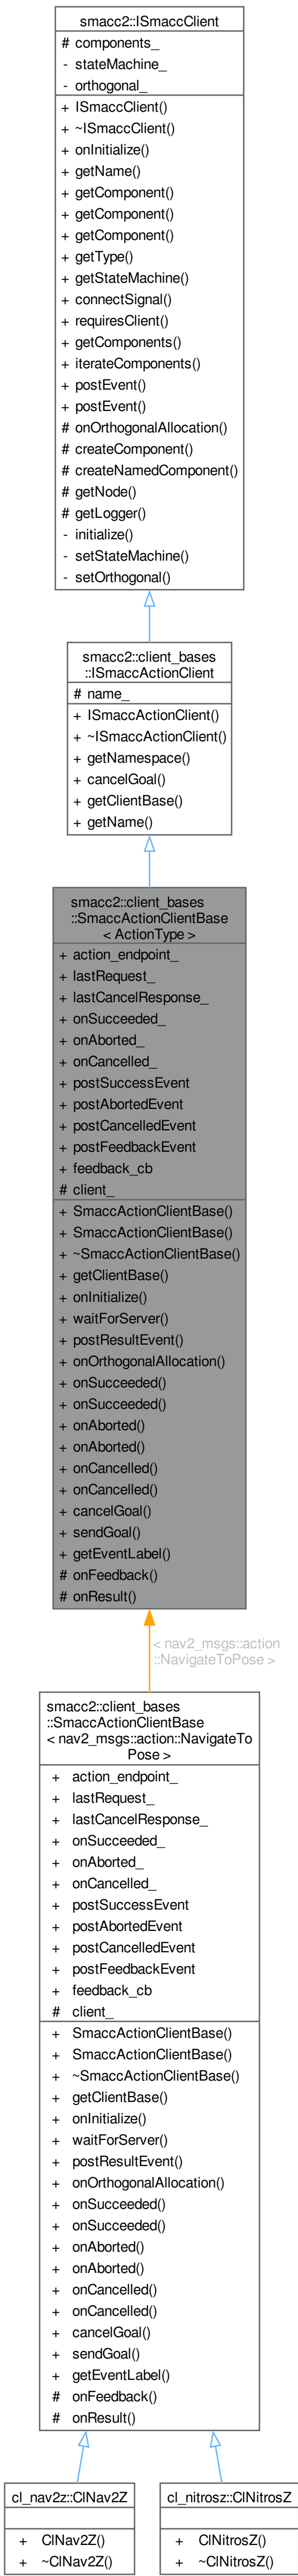 smacc2::ISmaccClient
# components_
- stateMachine_
- orthogonal_
+ ISmaccClient()
+ ~ISmaccClient()
+ onInitialize()
+ getName()
+ getComponent()
+ getComponent()
+ getComponent()
+ getType()
+ getStateMachine()
+ connectSignal()
+ requiresClient()
+ getComponents()
+ iterateComponents()
+ postEvent()
+ postEvent()
# onOrthogonalAllocation()
# createComponent()
# createNamedComponent()
# getNode()
# getLogger()
- initialize()
- setStateMachine()
- setOrthogonal()
smacc2::client_bases
::ISmaccActionClient
# name_
+ ISmaccActionClient()
+ ~ISmaccActionClient()
+ getNamespace()
+ cancelGoal()
+ getClientBase()
+ getName()
smacc2::client_bases
::SmaccActionClientBase
< ActionType >
+ action_endpoint_
+ lastRequest_
+ lastCancelResponse_
+ onSucceeded_
+ onAborted_
+ onCancelled_
+ postSuccessEvent
+ postAbortedEvent
+ postCancelledEvent
+ postFeedbackEvent
+ feedback_cb
# client_
+ SmaccActionClientBase()
+ SmaccActionClientBase()
+ ~SmaccActionClientBase()
+ getClientBase()
+ onInitialize()
+ waitForServer()
+ postResultEvent()
+ onOrthogonalAllocation()
+ onSucceeded()
+ onSucceeded()
+ onAborted()
+ onAborted()
+ onCancelled()
+ onCancelled()
+ cancelGoal()
+ sendGoal()
+ getEventLabel()
# onFeedback()
# onResult()
< nav2_msgs::action
::NavigateToPose >
smacc2::client_bases
::SmaccActionClientBase
< nav2_msgs::action::NavigateTo
Pose >
+ action_endpoint_
+ lastRequest_
+ lastCancelResponse_
+ onSucceeded_
+ onAborted_
+ onCancelled_
+ postSuccessEvent
+ postAbortedEvent
+ postCancelledEvent
+ postFeedbackEvent
+ feedback_cb
# client_
+ SmaccActionClientBase()
+ SmaccActionClientBase()
+ ~SmaccActionClientBase()
+ getClientBase()
+ onInitialize()
+ waitForServer()
+ postResultEvent()
+ onOrthogonalAllocation()
+ onSucceeded()
+ onSucceeded()
+ onAborted()
+ onAborted()
+ onCancelled()
+ onCancelled()
+ cancelGoal()
+ sendGoal()
+ getEventLabel()
# onFeedback()
# onResult()
cl_nav2z::ClNav2Z
+ ClNav2Z()
+ ~ClNav2Z()
cl_nitrosz::ClNitrosZ
+ ClNitrosZ()
+ ~ClNitrosZ()